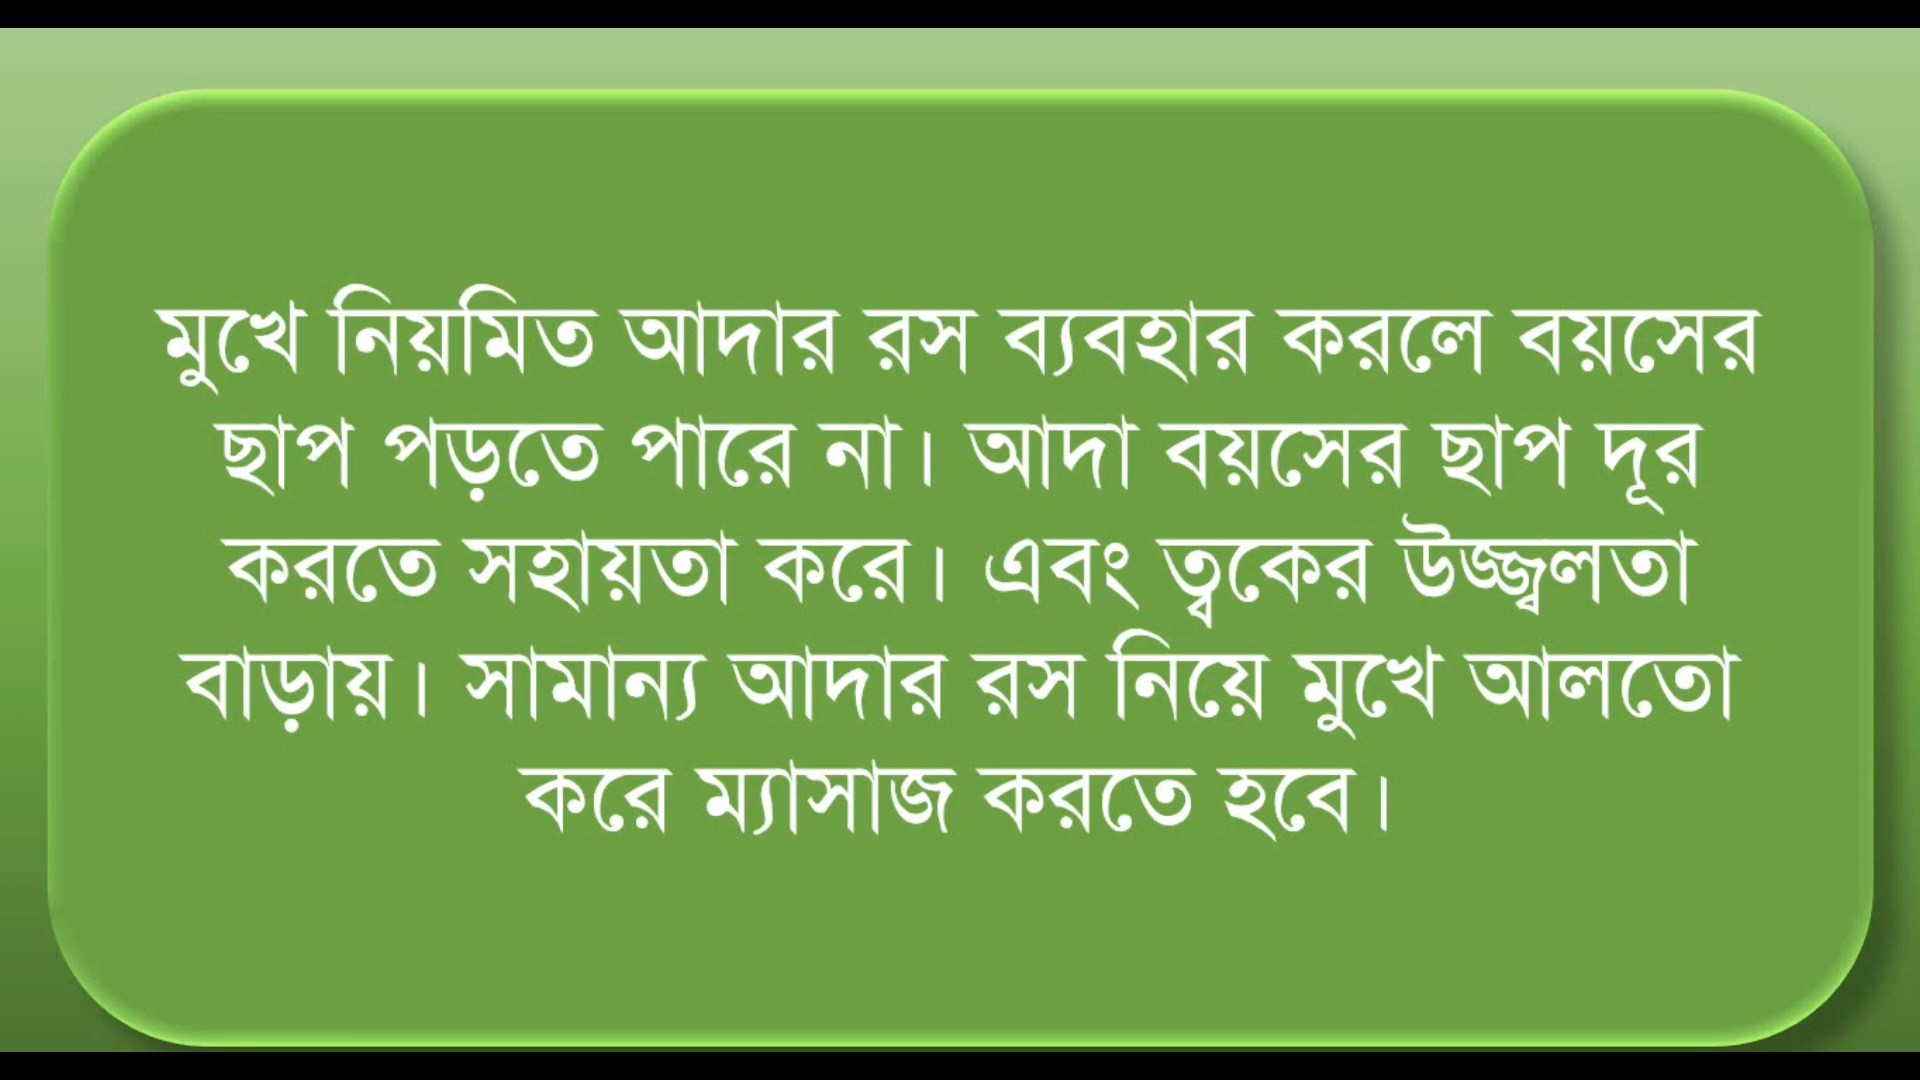 মুখে নিয়মিত আদার রস ব্যবহার করলে বয়সের
ছাপ পড়তে পারে না। আদা বয়সের ছাপ দূর
করতে সহায়তা করে। এবং ত্বকের উজ্জ্বলতা
বাড়ায়। সামান্য আদার রস নিয়ে মুখে আলতো
করে ম্যাসাজ করতে হবে।